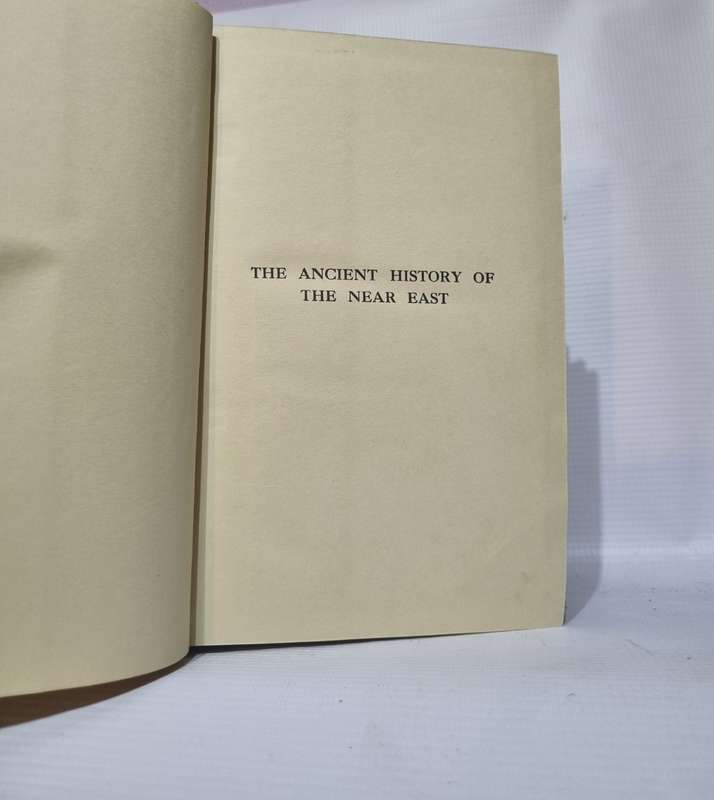 THE ANCIENT HISTORY OF
THE NEAR EAST